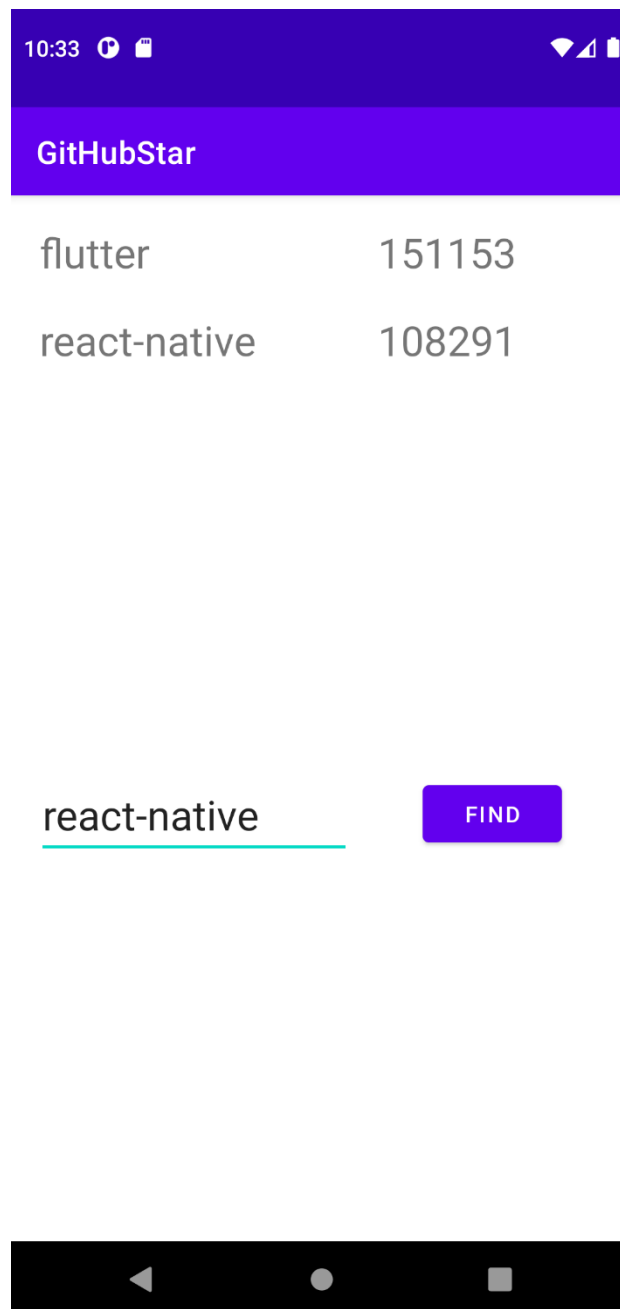 10:33
GitHubStar
flutter 151153
react-native 108291
react-native FIND